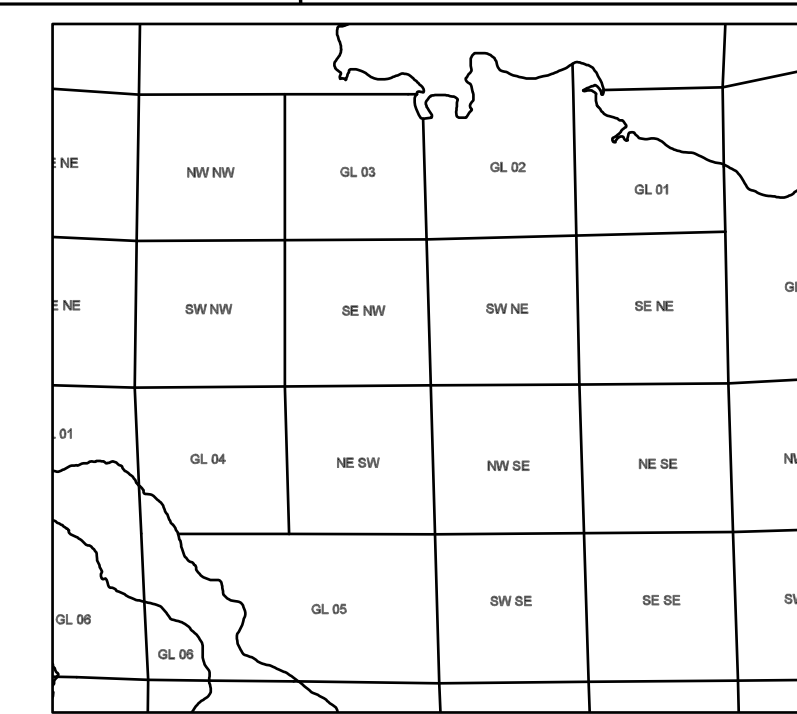 NE
NW NW
GL 03
GL 02
GL 01
NE
SW NW
SE NW
SW NE
SE NE
01
GL 04
NE SW
NW SE
NE SE
GL 06
GL 06
GL 05
SW SE
SE SE